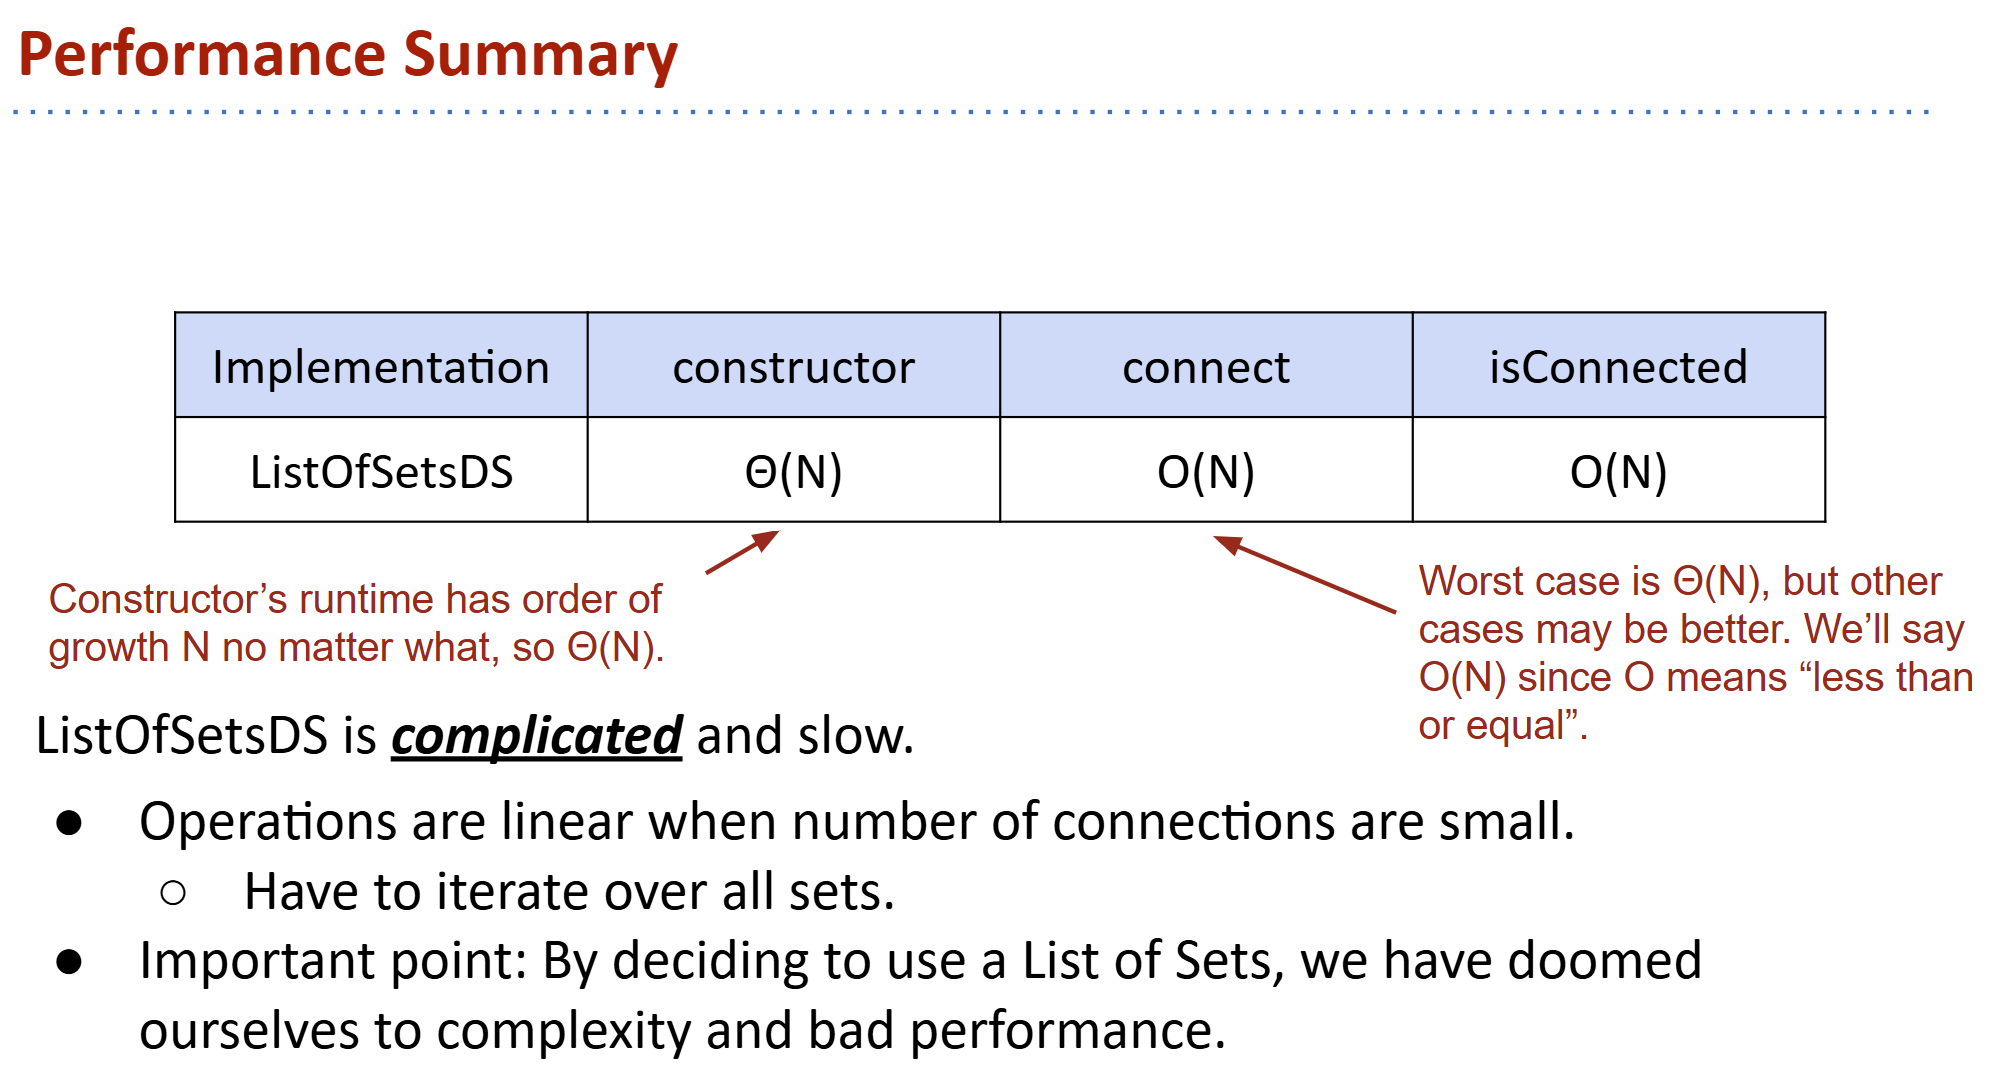 Performance Summary
Implementation constructor connect isConnected
ListOfSetsDS Θ(N) O(N) O(N)
Constructor’s runtime has order of
growth N no matter what, so Θ(N).
Worst case is Θ(N), but other
cases may be better. We’ll say
O(N) since O means “less than
or equal”.
ListOfSetsDS is complicated and slow.
● Operations are linear when number of connections are small.
○ Have to iterate over all sets.
● Important point: By deciding to use a List of Sets, we have doomed
ourselves to complexity and bad performance.